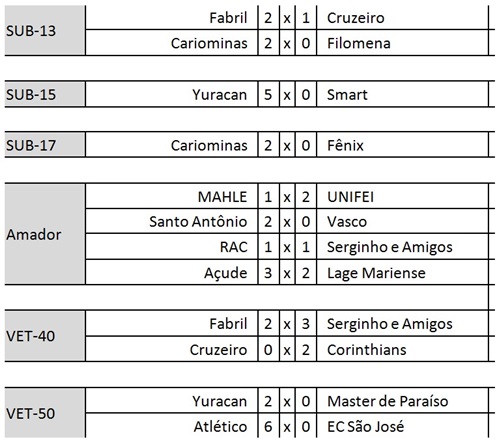 SUB-13 Fabril 2 x 1 Cruzeiro
Cariominas 2 x 0 Filomena
SUB-15 Yuracan 5 x 0 Smart
SUB-17 Cariominas 2 x 0 Fênix
Amador MAHLE 1 x 2 UNIFEI
Santo Antônio 2 x 0 Vasco
RAC 1 x 1 Serginho e Amigos
Açude 3 x 2 Lage Mariense
VET-40 Fabril 2 x 3 Serginho e Amigos
Cruzeiro 0 x 2 Corinthians
VET-50 Yuracan 2 x 0 Master de Paraíso
Atlético 6 x 0 EC São José